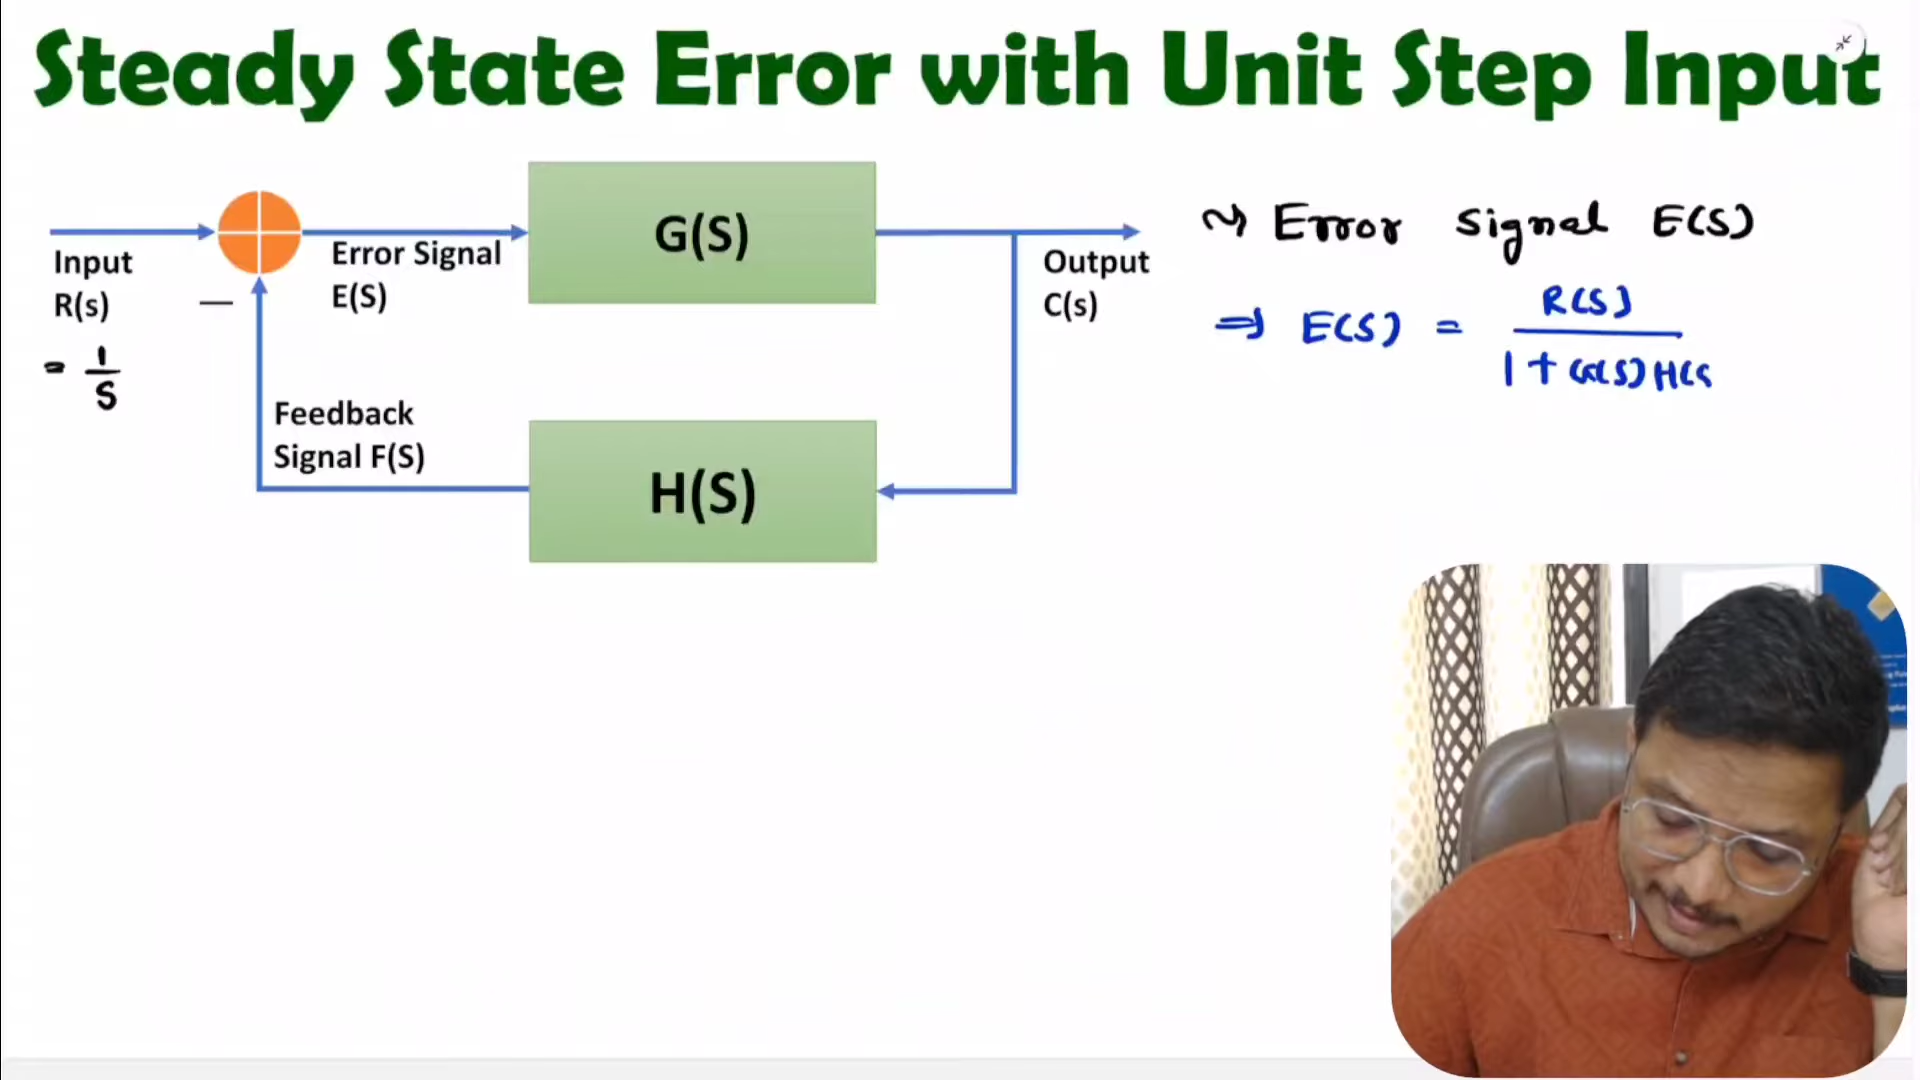 Steady State Error with Unit Step Input
Input
R(s)
= 1/S
—
Error Signal
E(S)
G(S)
Output
C(s)
Feedback
Signal F(S)
H(S)
~> Error Signal E(S)
=> E(S) = R(S)
1 + G(S) H(S